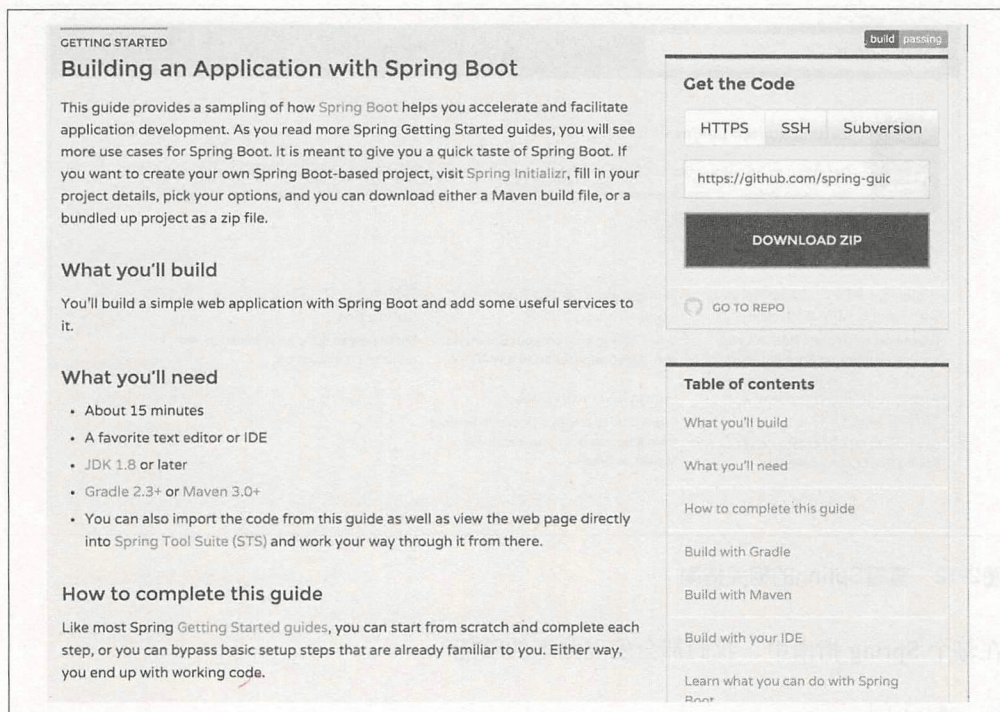 GETTING STARTED
Building an Application with Spring Boot
This guide provides a sampling of how Spring Boot helps you accelerate and facilitate
application development. As you read more Spring Getting Started guides, you will see
more use cases for Spring Boot. It is meant to give you a quick taste of Spring Boot. If
you want to create your own Spring Boot-based project, visit Spring Initializr, fill in your
project details, pick your options, and you can download either a Maven build file, or a
bundled up project as a zip file.
What you'll build
You'll build a simple web application with Spring Boot and add some useful services to
it.
What you'll need
• About 15 minutes
• A favorite text editor or IDE
• JDK 1.8 or later
• Gradle 2.3+ or Maven 3.0+
• You can also import the code from this guide as well as view the web page directly
into Spring Tool Suite (STS) and work your way through it from there.
How to complete this guide
Like most Spring Getting Started guides, you can start from scratch and complete each
step, or you can bypass basic setup steps that are already familiar to you. Either way,
you end up with working code.
build passing
Get the Code
HTTPS SSH Subversion
https://github.com/spring-guic
DOWNLOAD ZIP
GO TO REPO
Table of contents
What you'll build
What you'll need
How to complete this guide
Build with Gradle
Build with Maven
Build with your IDE
Learn what you can do with Spring
Boot